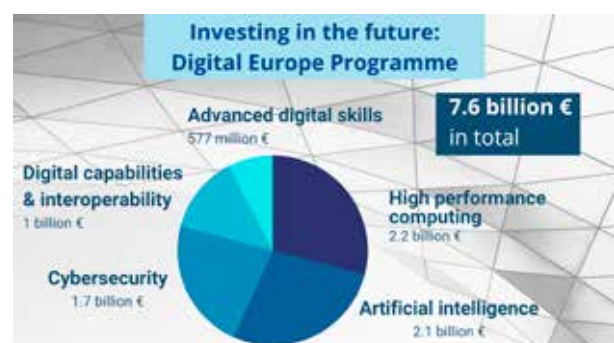 Investing in the future:
Digital Europe Programme
7.6 billion €
in total
Advanced digital skills
577 million €
Digital capabilities
& interoperability
1 billion €
High performance
computing
2.2 billion €
Cybersecurity
1.7 billion €
Artificial intelligence
2.1 billion €